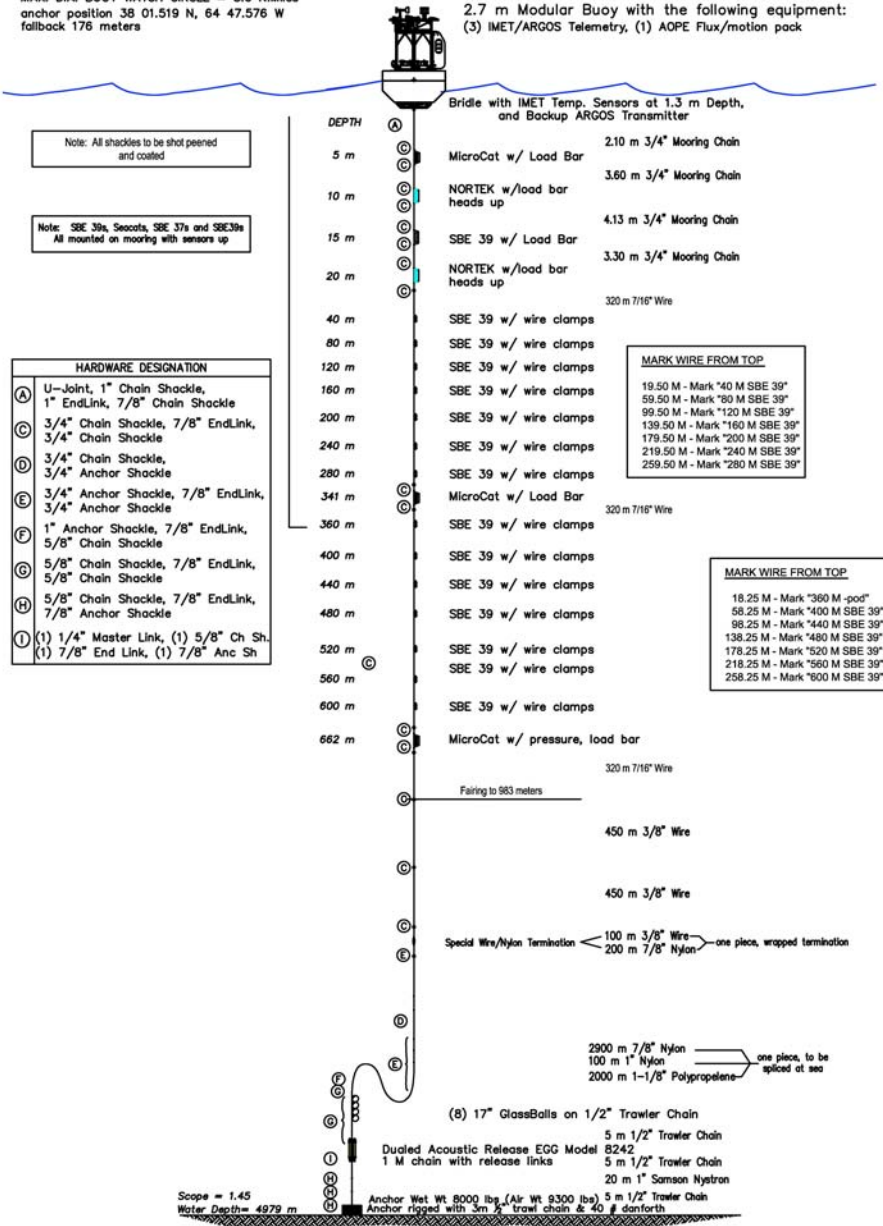 anchor position 38 01.519 N, 64 47.576 W
fallback 176 meters
2.7 m Modular Buoy with the following equipment:
(3) IMET/ARGOS Telemetry, (1) AOPE Flux/motion pack
Bridle with IMET Temp. Sensors at 1.3 m Depth,
and Backup ARGOS Transmitter
DEPTH
A
Note: All shackles to be shot peened
and coated
2.10 m 3/4" Mooring Chain
C
5 m
MicroCat w/ Load Bar
C
3.60 m 3/4" Mooring Chain
C
10 m
NORTEK w/load bar
heads up
C
4.13 m 3/4" Mooring Chain
Note: SBE 39s, Seacats, SBE 37s and SBE39s
All mounted on mooring with sensors up
C
15 m
SBE 39 w/ Load Bar
C
3.30 m 3/4" Mooring Chain
C
20 m
NORTEK w/load bar
heads up
C
320 m 7/16" Wire
40 m
SBE 39 w/ wire clamps
80 m
SBE 39 w/ wire clamps
120 m
SBE 39 w/ wire clamps
160 m
SBE 39 w/ wire clamps
200 m
SBE 39 w/ wire clamps
240 m
SBE 39 w/ wire clamps
280 m
SBE 39 w/ wire clamps
C
341 m
MicroCat w/ Load Bar
C
320 m 7/16" Wire
360 m
SBE 39 w/ wire clamps
400 m
SBE 39 w/ wire clamps
440 m
SBE 39 w/ wire clamps
480 m
SBE 39 w/ wire clamps
520 m
SBE 39 w/ wire clamps
C
SBE 39 w/ wire clamps
560 m
600 m
SBE 39 w/ wire clamps
C
662 m
MicroCat w/ pressure, load bar
C
320 m 7/16" Wire
HARDWARE DESIGNATION
A
U-Joint, 1" Chain Shackle,
1" EndLink, 7/8" Chain Shackle
C
3/4" Chain Shackle, 7/8" EndLink,
3/4" Chain Shackle
D
3/4" Chain Shackle,
3/4" Anchor Shackle
E
3/4" Anchor Shackle, 7/8" EndLink,
3/4" Anchor Shackle
F
1" Anchor Shackle, 7/8" EndLink,
5/8" Chain Shackle
G
5/8" Chain Shackle, 7/8" EndLink,
5/8" Chain Shackle
H
5/8" Chain Shackle, 7/8" EndLink,
7/8" Anchor Shackle
I
(1) 1/4" Master Link, (1) 5/8" Ch Sh.
(1) 7/8" End Link, (1) 7/8" Anc Sh
MARK WIRE FROM TOP
19.50 M - Mark "40 M SBE 39"
59.50 M - Mark "80 M SBE 39"
99.50 M - Mark "120 M SBE 39"
139.50 M - Mark "160 M SBE 39"
179.50 M - Mark "200 M SBE 39"
219.50 M - Mark "240 M SBE 39"
259.50 M - Mark "280 M SBE 39"
MARK WIRE FROM TOP
18.25 M - Mark "360 M -pod"
58.25 M - Mark "400 M SBE 39"
98.25 M - Mark "440 M SBE 39"
138.25 M - Mark "480 M SBE 39"
178.25 M - Mark "520 M SBE 39"
218.25 M - Mark "560 M SBE 39"
258.25 M - Mark "600 M SBE 39"
Fairing to 983 meters
C
450 m 3/8" Wire
C
450 m 3/8" Wire
C
Special Wire/Nylon Termination
100 m 3/8" Wire
200 m 7/8" Nylon
one piece, wrapped termination
E
D
2900 m 7/8" Nylon
100 m 1" Nylon
2000 m 1-1/8" Polypropelene
one piece, to be
spliced at sea
E
F
G
(8) 17" GlassBalls on 1/2" Trawler Chain
G
5 m 1/2" Trawler Chain
Dualed Acoustic Release EGG Model 8242
1 M chain with release links
I
5 m 1/2" Trawler Chain
H
20 m 1" Samson Nystron
H
5 m 1/2" Trawler Chain
H
Anchor Wet Wt 8000 lbs (Air Wt 9300 lbs)
Anchor rigged with 3m ½" trawl chain & 40 # danforth
Scope = 1.45
Water Depth= 4979 m